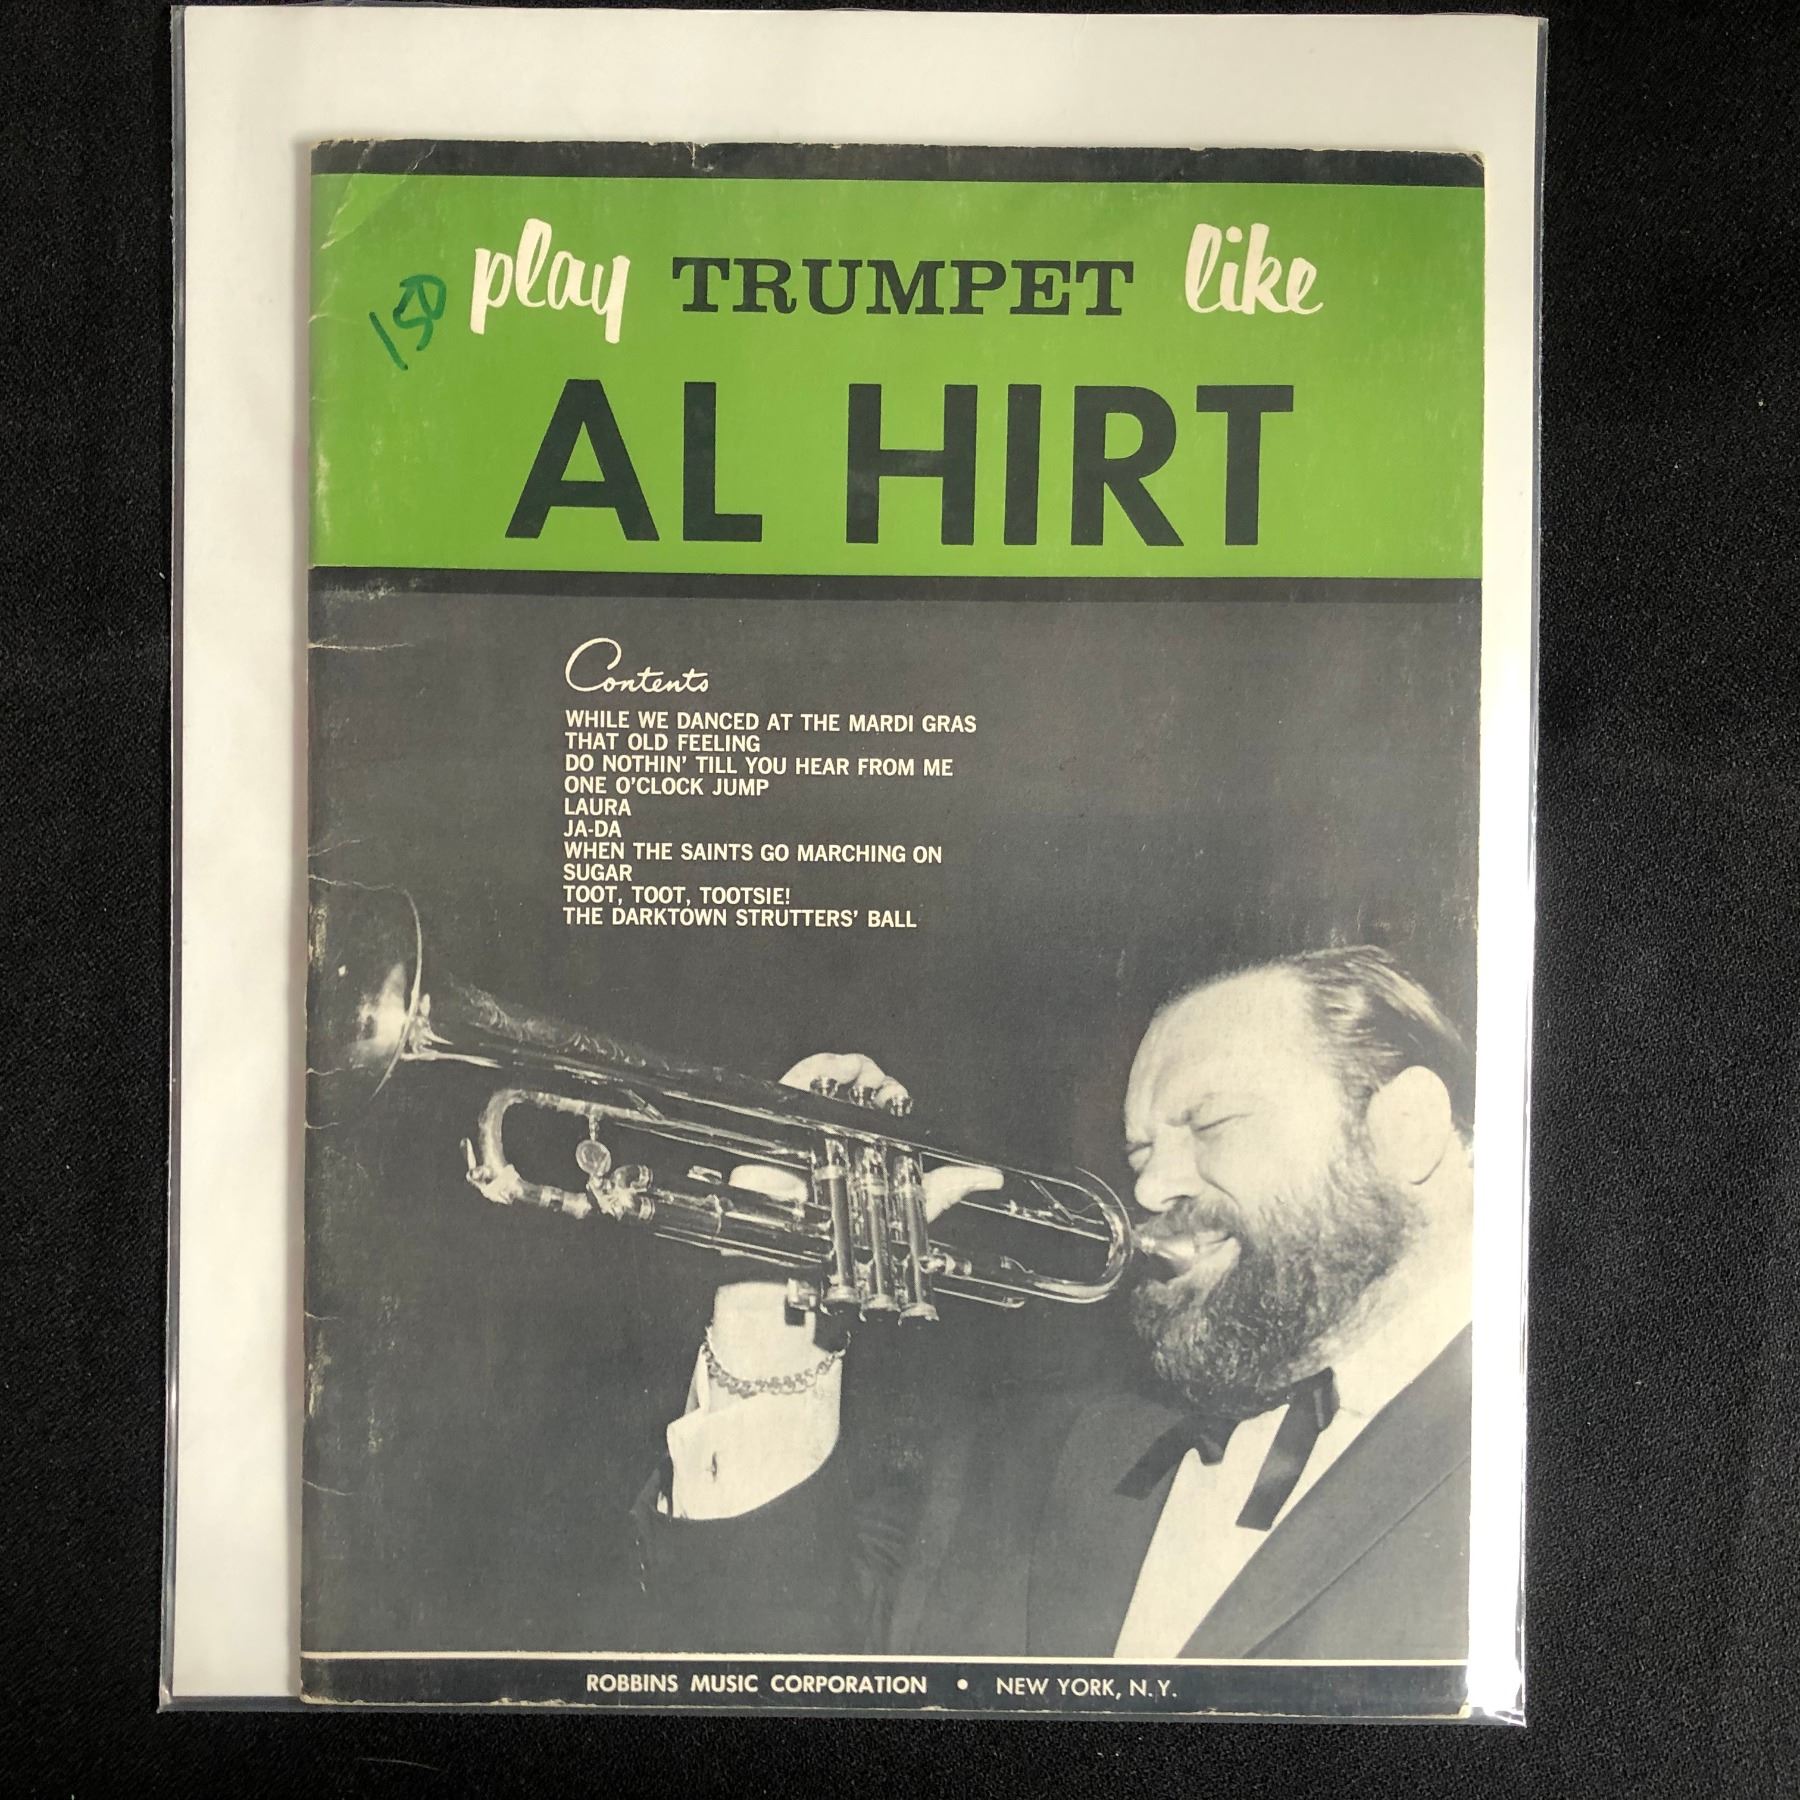 play TRUMPET like
150
AL HIRT
Contents
WHILE WE DANCED AT THE MARDI GRAS
THAT OLD FEELING
DO NOTHIN' TILL YOU HEAR FROM ME
ONE O'CLOCK JUMP
LAURA
JA-DA
WHEN THE SAINTS GO MARCHING ON
SUGAR
TOOT, TOOT, TOOTSIE!
THE DARKTOWN STRUTTERS' BALL
ROBBINS MUSIC CORPORATION • NEW YORK, N.Y.